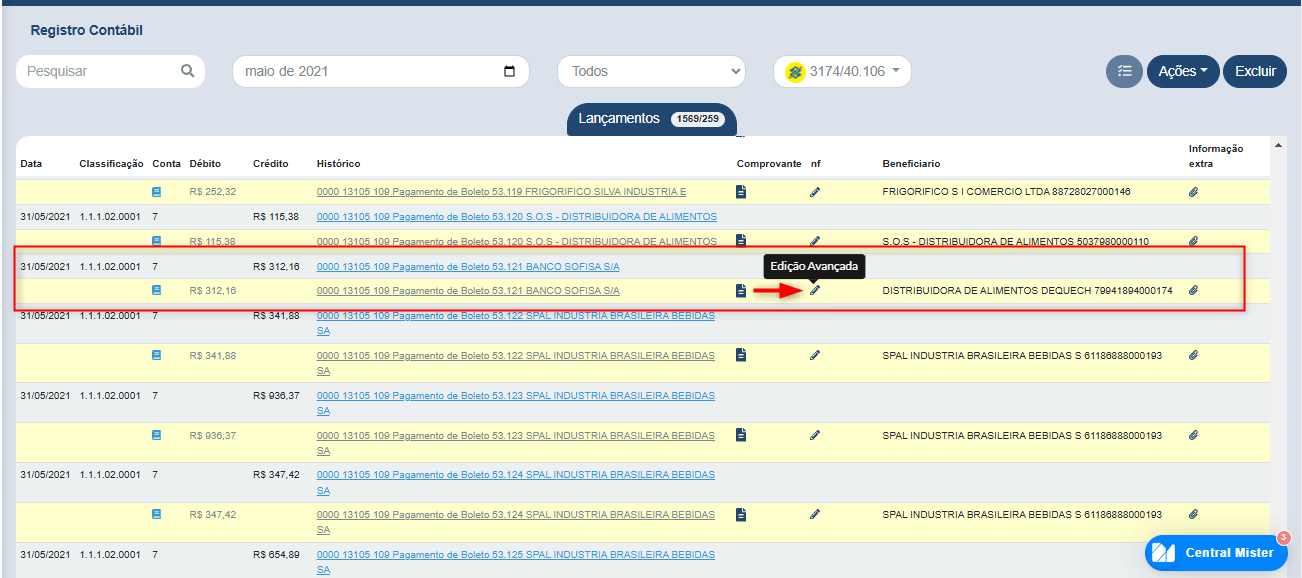 Registro Contábil
Pesquisar
maio de 2021
Todos
3174/40.106
Ações
Excluir
Lançamentos 1569/259
Data Classificação Conta Débito Crédito Histórico Comprovante nf Beneficiario Informação extra
R$ 252,32 0000 13105 109 Pagamento de Boleto 53.119 FRIGORIFICO SILVA INDUSTRIA E FRIGORIFICO S I COMERCIO LTDA 88728027000146
31/05/2021 1.1.1.02.0001 7 R$ 115,38 0000 13105 109 Pagamento de Boleto 53.120 S.O.S - DISTRIBUIDORA DE ALIMENTOS
R$ 115,38 0000 13105 109 Pagamento de Boleto 53.120 S.O.S - DISTRIBUIDORA DE ALIMENTOS S.O.S - DISTRIBUIDORA DE ALIMENTOS 5037980000110
31/05/2021 1.1.1.02.0001 7 R$ 312,16 0000 13105 109 Pagamento de Boleto 53.121 BANCO SOFISA S/A
Edição Avançada
R$ 312,16 0000 13105 109 Pagamento de Boleto 53.121 BANCO SOFISA S/A DISTRIBUIDORA DE ALIMENTOS DEQUECH 79941894000174
31/05/2021 1.1.1.02.0001 7 R$ 341,88 0000 13105 109 Pagamento de Boleto 53.122 SPAL INDUSTRIA BRASILEIRA BEBIDAS
SA
R$ 341,88 0000 13105 109 Pagamento de Boleto 53.122 SPAL INDUSTRIA BRASILEIRA BEBIDAS SPAL INDUSTRIA BRASILEIRA BEBIDAS S 61186888000193
SA
31/05/2021 1.1.1.02.0001 7 R$ 936,37 0000 13105 109 Pagamento de Boleto 53.123 SPAL INDUSTRIA BRASILEIRA BEBIDAS
SA
R$ 936,37 0000 13105 109 Pagamento de Boleto 53.123 SPAL INDUSTRIA BRASILEIRA BEBIDAS SPAL INDUSTRIA BRASILEIRA BEBIDAS S 61186888000193
SA
31/05/2021 1.1.1.02.0001 7 R$ 347,42 0000 13105 109 Pagamento de Boleto 53.124 SPAL INDUSTRIA BRASILEIRA BEBIDAS
SA
R$ 347,42 0000 13105 109 Pagamento de Boleto 53.124 SPAL INDUSTRIA BRASILEIRA BEBIDAS SPAL INDUSTRIA BRASILEIRA BEBIDAS S 61186888000193
SA
31/05/2021 1.1.1.02.0001 7 R$ 654,89 0000 13105 109 Pagamento de Boleto 53.125 SPAL INDUSTRIA BRASILEIRA BEBIDAS
SA
Central Mister 3